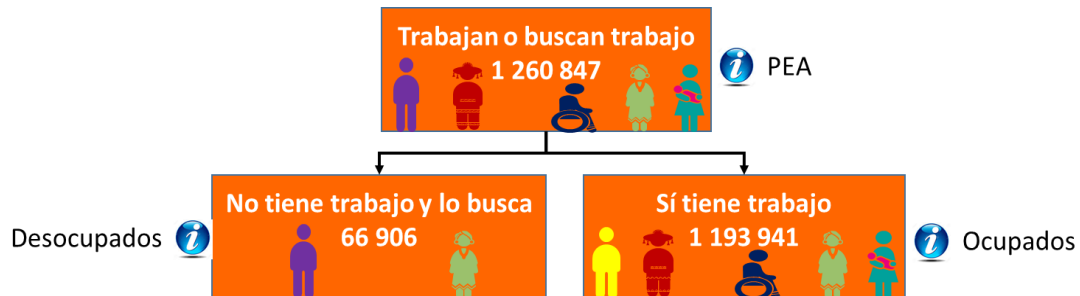 Trabajan o buscan trabajo
1 260 847
i PEA
No tiene trabajo y lo busca
66 906
Desocupados i
Sí tiene trabajo
1 193 941
i Ocupados